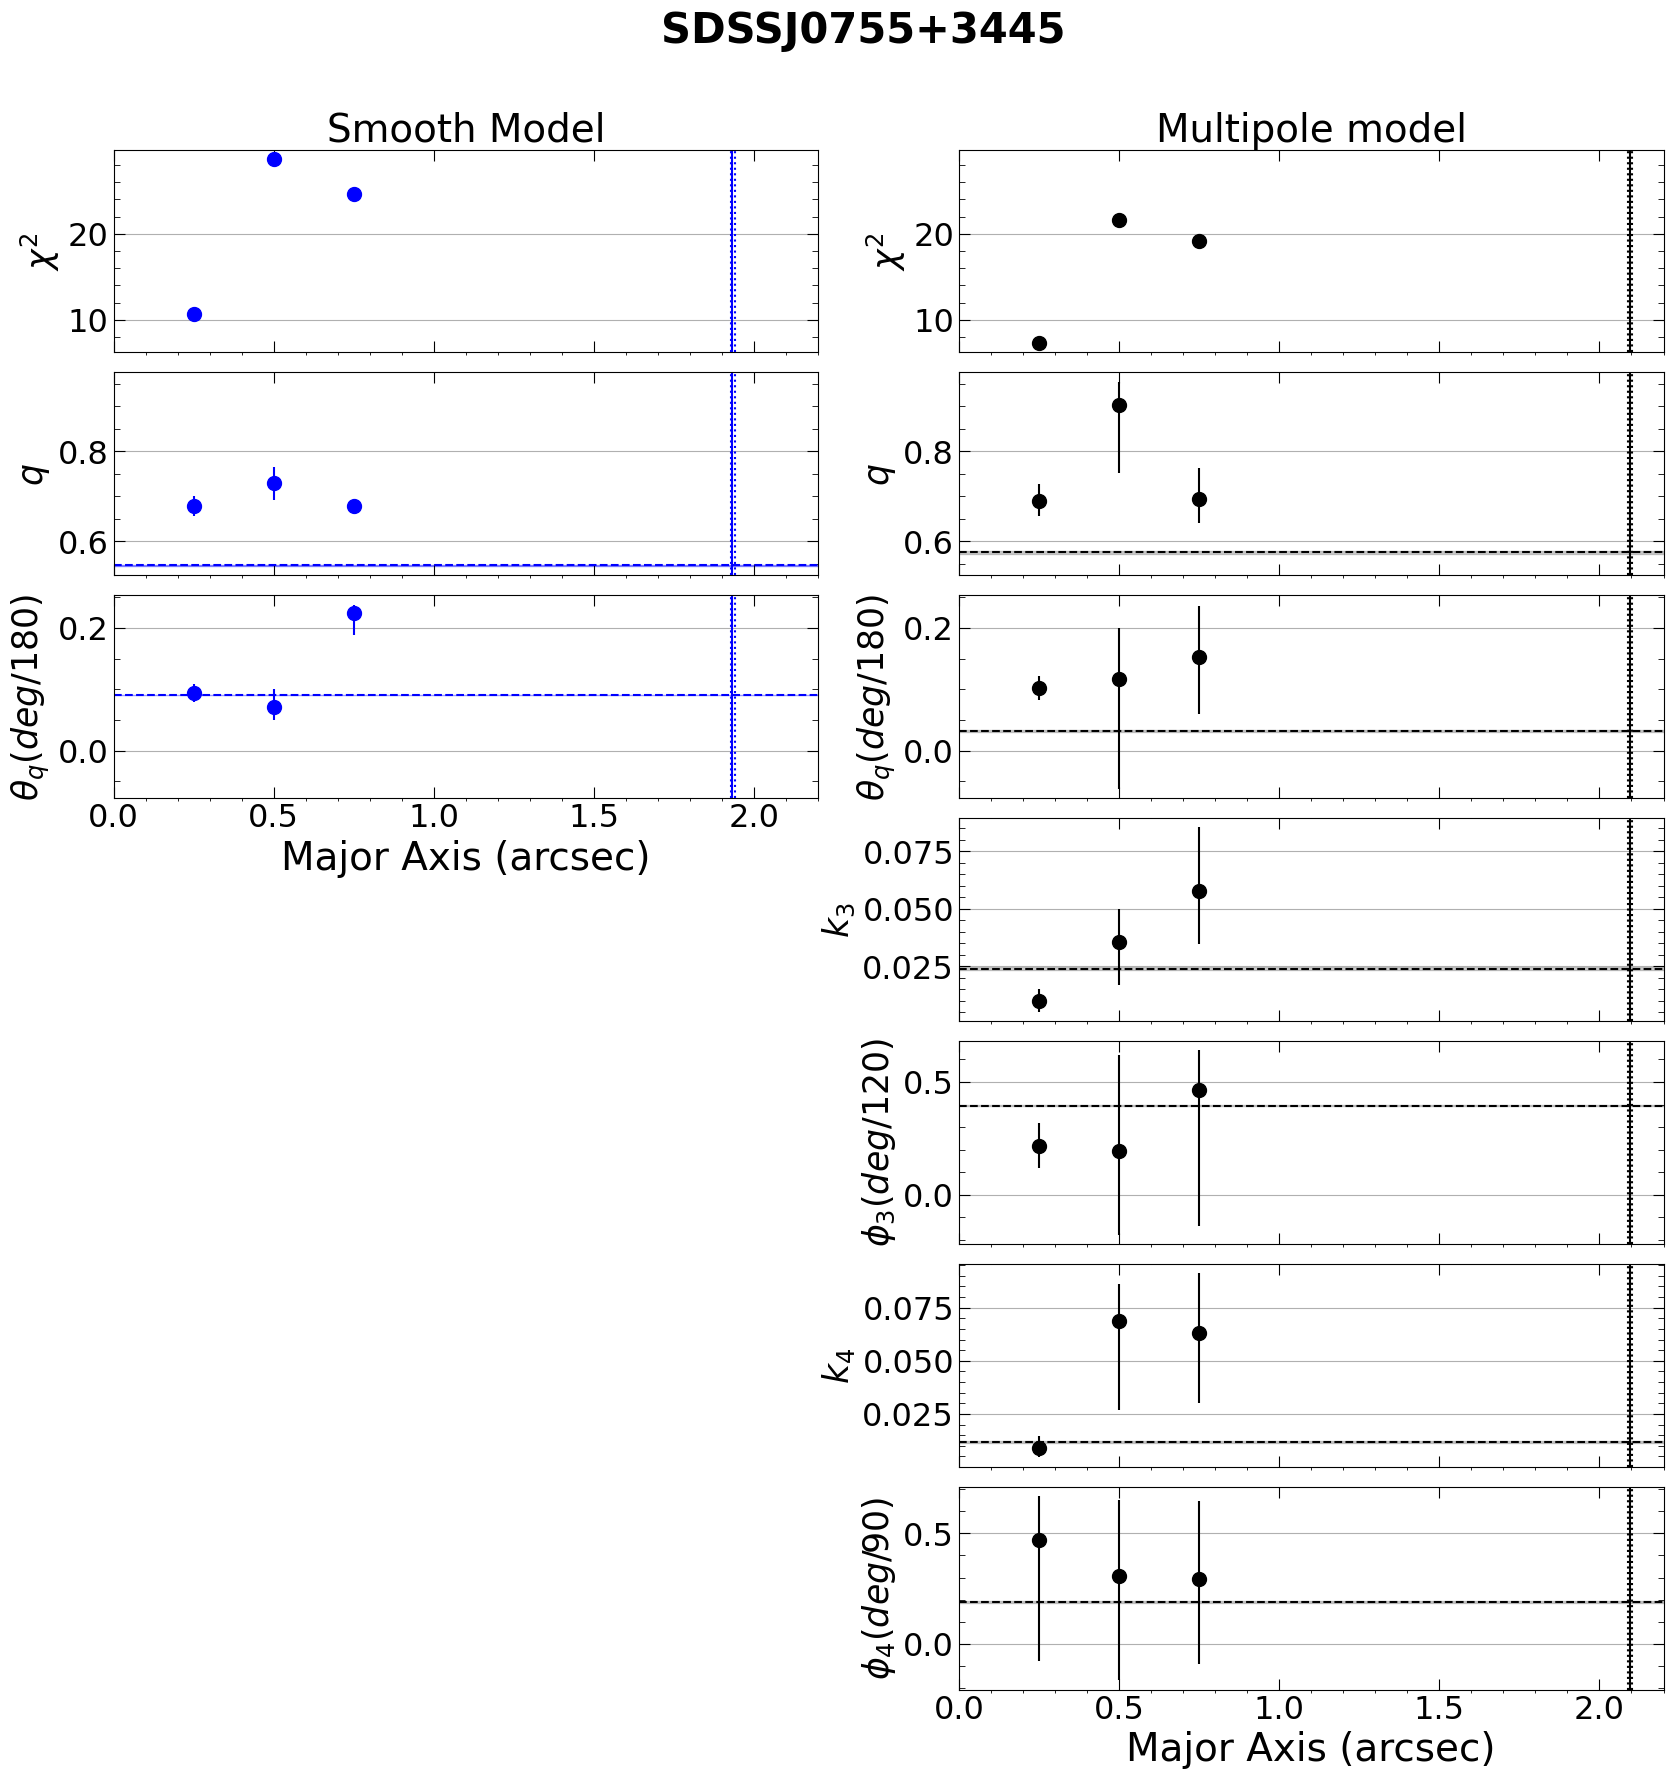 SDSSJ0755+3445
Smooth Model
χ²
20
10
q
0.8
0.6
θ_q(deg/180)
0.2
0.0
0.0 0.5 1.0 1.5 2.0
Major Axis (arcsec)
Multipole model
χ²
20
10
q
0.8
0.6
θ_q(deg/180)
0.2
0.0
k₃
0.075
0.050
0.025
ϕ₃(deg/120)
0.5
0.0
k₄
0.075
0.050
0.025
ϕ₄(deg/90)
0.5
0.0
0.0 0.5 1.0 1.5 2.0
Major Axis (arcsec)